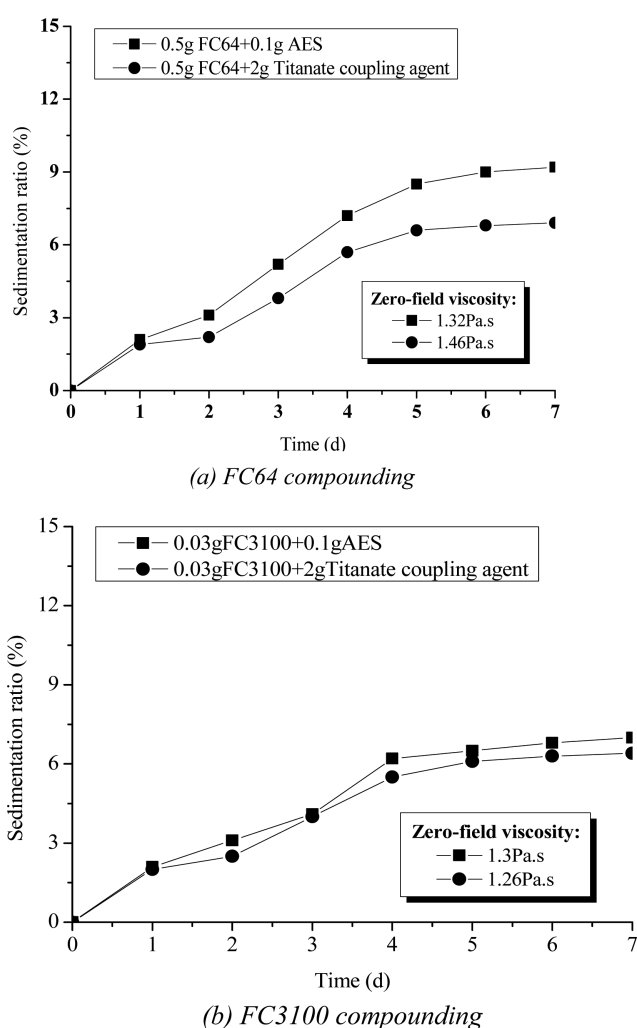 15
12
9
6
3
0
Sedimentation ratio (%)
0.5g FC64+0.1g AES
0.5g FC64+2g Titanate coupling agent
Zero-field viscosity:
1.32Pa.s
1.46Pa.s
0 1 2 3 4 5 6 7
Time (d)
(a) FC64 compounding
15
12
9
6
3
0
Sedimentation ratio (%)
0.03gFC3100+0.1gAES
0.03gFC3100+2gTitanate coupling agent
Zero-field viscosity:
1.3Pa.s
1.26Pa.s
0 1 2 3 4 5 6 7
Time (d)
(b) FC3100 compounding